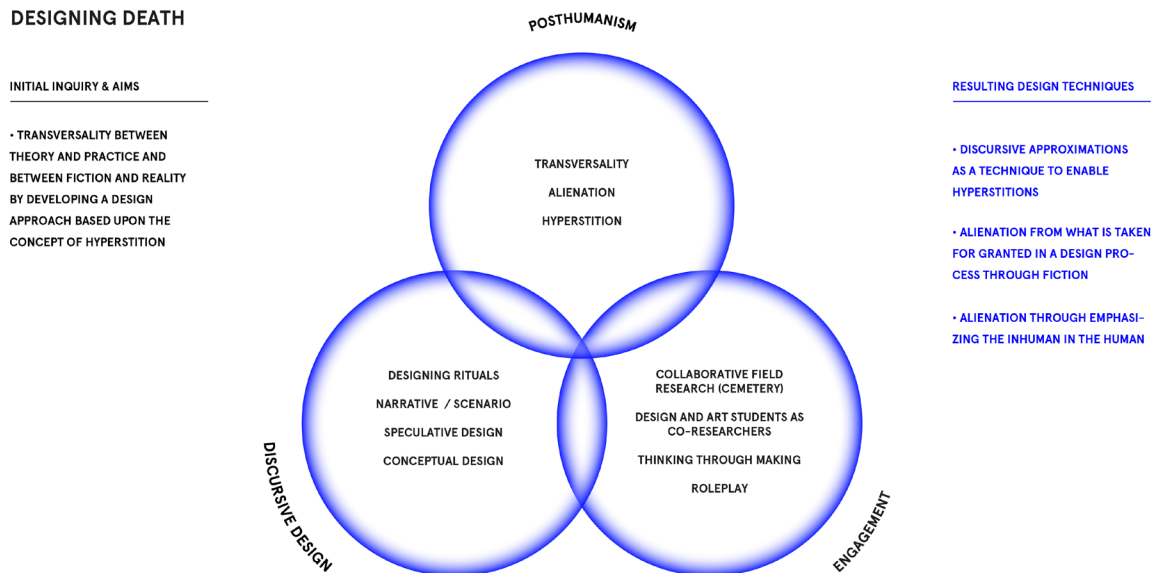 DESIGNING DEATH
INITIAL INQUIRY & AIMS
• TRANSVERSALITY BETWEEN
THEORY AND PRACTICE AND
BETWEEN FICTION AND REALITY
BY DEVELOPING A DESIGN
APPROACH BASED UPON THE
CONCEPT OF HYPERSTITION
POSTHUMANISM
TRANSVERSALITY
ALIENATION
HYPERSTITION
DESIGNING RITUALS
NARRATIVE / SCENARIO
SPECULATIVE DESIGN
CONCEPTUAL DESIGN
DISCURSIVE DESIGN
COLLABORATIVE FIELD
RESEARCH (CEMETERY)
DESIGN AND ART STUDENTS AS
CO-RESEARCHERS
THINKING THROUGH MAKING
ROLEPLAY
ENGAGEMENT
RESULTING DESIGN TECHNIQUES
• DISCURSIVE APPROXIMATIONS
AS A TECHNIQUE TO ENABLE
HYPERSTITIONS
• ALIENATION FROM WHAT IS TAKEN
FOR GRANTED IN A DESIGN PRO-
CESS THROUGH FICTION
• ALIENATION THROUGH EMPHASI-
ZING THE INHUMAN IN THE HUMAN